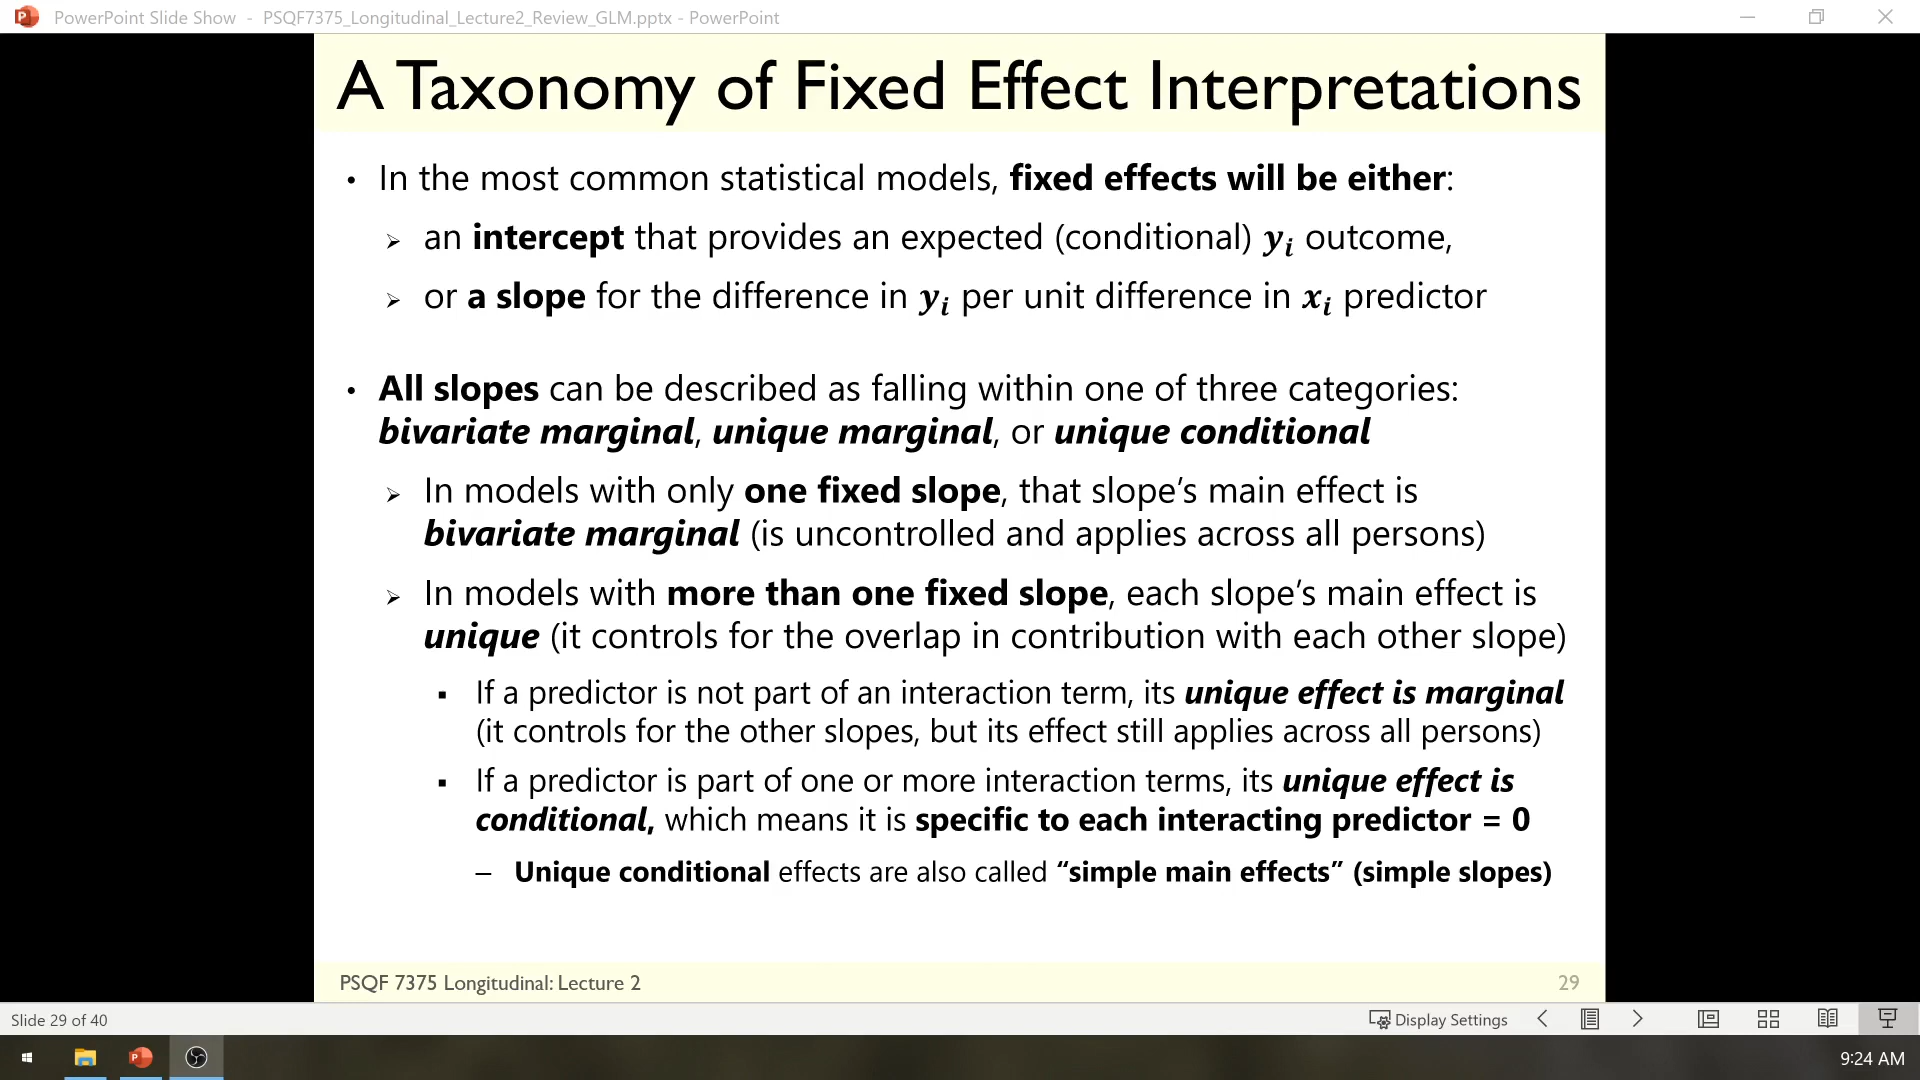 PowerPoint Slide Show - PSQF7375_Longitudinal_Lecture2_Review_GLM.pptx - PowerPoint
A Taxonomy of Fixed Effect Interpretations
• In the most common statistical models, fixed effects will be either:
➢ an intercept that provides an expected (conditional) yᵢ outcome,
➢ or a slope for the difference in yᵢ per unit difference in xᵢ predictor
• All slopes can be described as falling within one of three categories:
bivariate marginal, unique marginal, or unique conditional
➢ In models with only one fixed slope, that slope’s main effect is
bivariate marginal (is uncontrolled and applies across all persons)
➢ In models with more than one fixed slope, each slope’s main effect is
unique (it controls for the overlap in contribution with each other slope)
▪ If a predictor is not part of an interaction term, its unique effect is marginal
(it controls for the other slopes, but its effect still applies across all persons)
▪ If a predictor is part of one or more interaction terms, its unique effect is
conditional, which means it is specific to each interacting predictor = 0
– Unique conditional effects are also called “simple main effects” (simple slopes)
PSQF 7375 Longitudinal: Lecture 2
29
Slide 29 of 40
Display Settings
9:24 AM